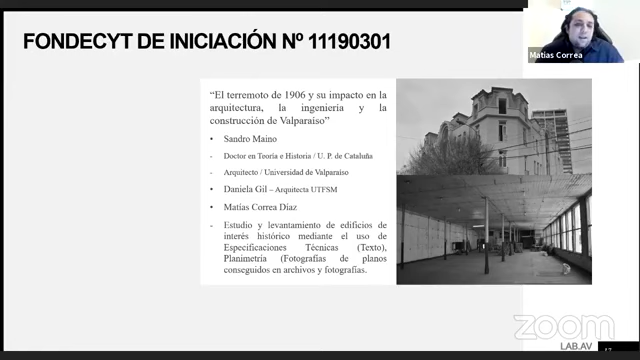 FONDECYT DE INICIACIÓN Nº 11190301
Matías Correa
“El terremoto de 1906 y su impacto en la
arquitectura, la ingeniería y la
construcción de Valparaíso”
• Sandro Maino
- Doctor en Teoría e Historia / U. P. de Cataluña
- Arquitecto / Universidad de Valparaíso
• Daniela Gil – Arquitecta UTFSM
• Matías Correa Díaz
- Estudio y levantamiento de edificios de
interés histórico mediante el uso de
Especificaciones Técnicas (Texto),
Planimetría (Fotografías de planos
conseguidos en archivos y fotografías.
zoom
LAB.AV